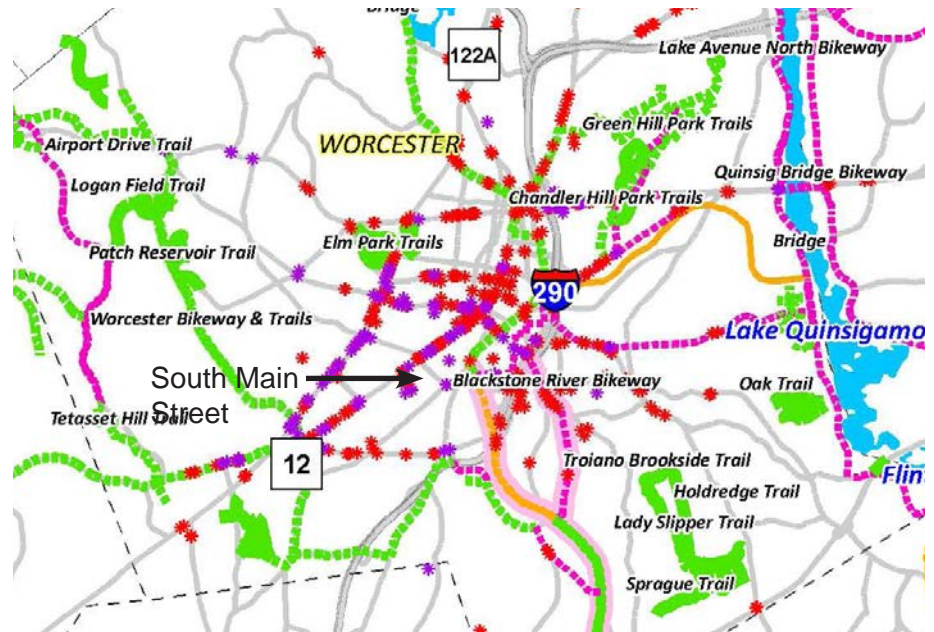 Bridge
122A
Lake Avenue North Bikeway
WORCESTER
Green Hill Park Trails
Airport Drive Trail
Quinsig Bridge Bikeway
Logan Field Trail
Chandler Hill Park Trails
Elm Park Trails
Bridge
Patch Reservoir Trail
290
Worcester Bikeway & Trails
Lake Quinsigamo
South Main
Street
Blackstone River Bikeway
Oak Trail
Tetasset Hill Trail
12
Troiano Brookside Trail
Flin
Holdredge Trail
Lady Slipper Trail
Sprague Trail